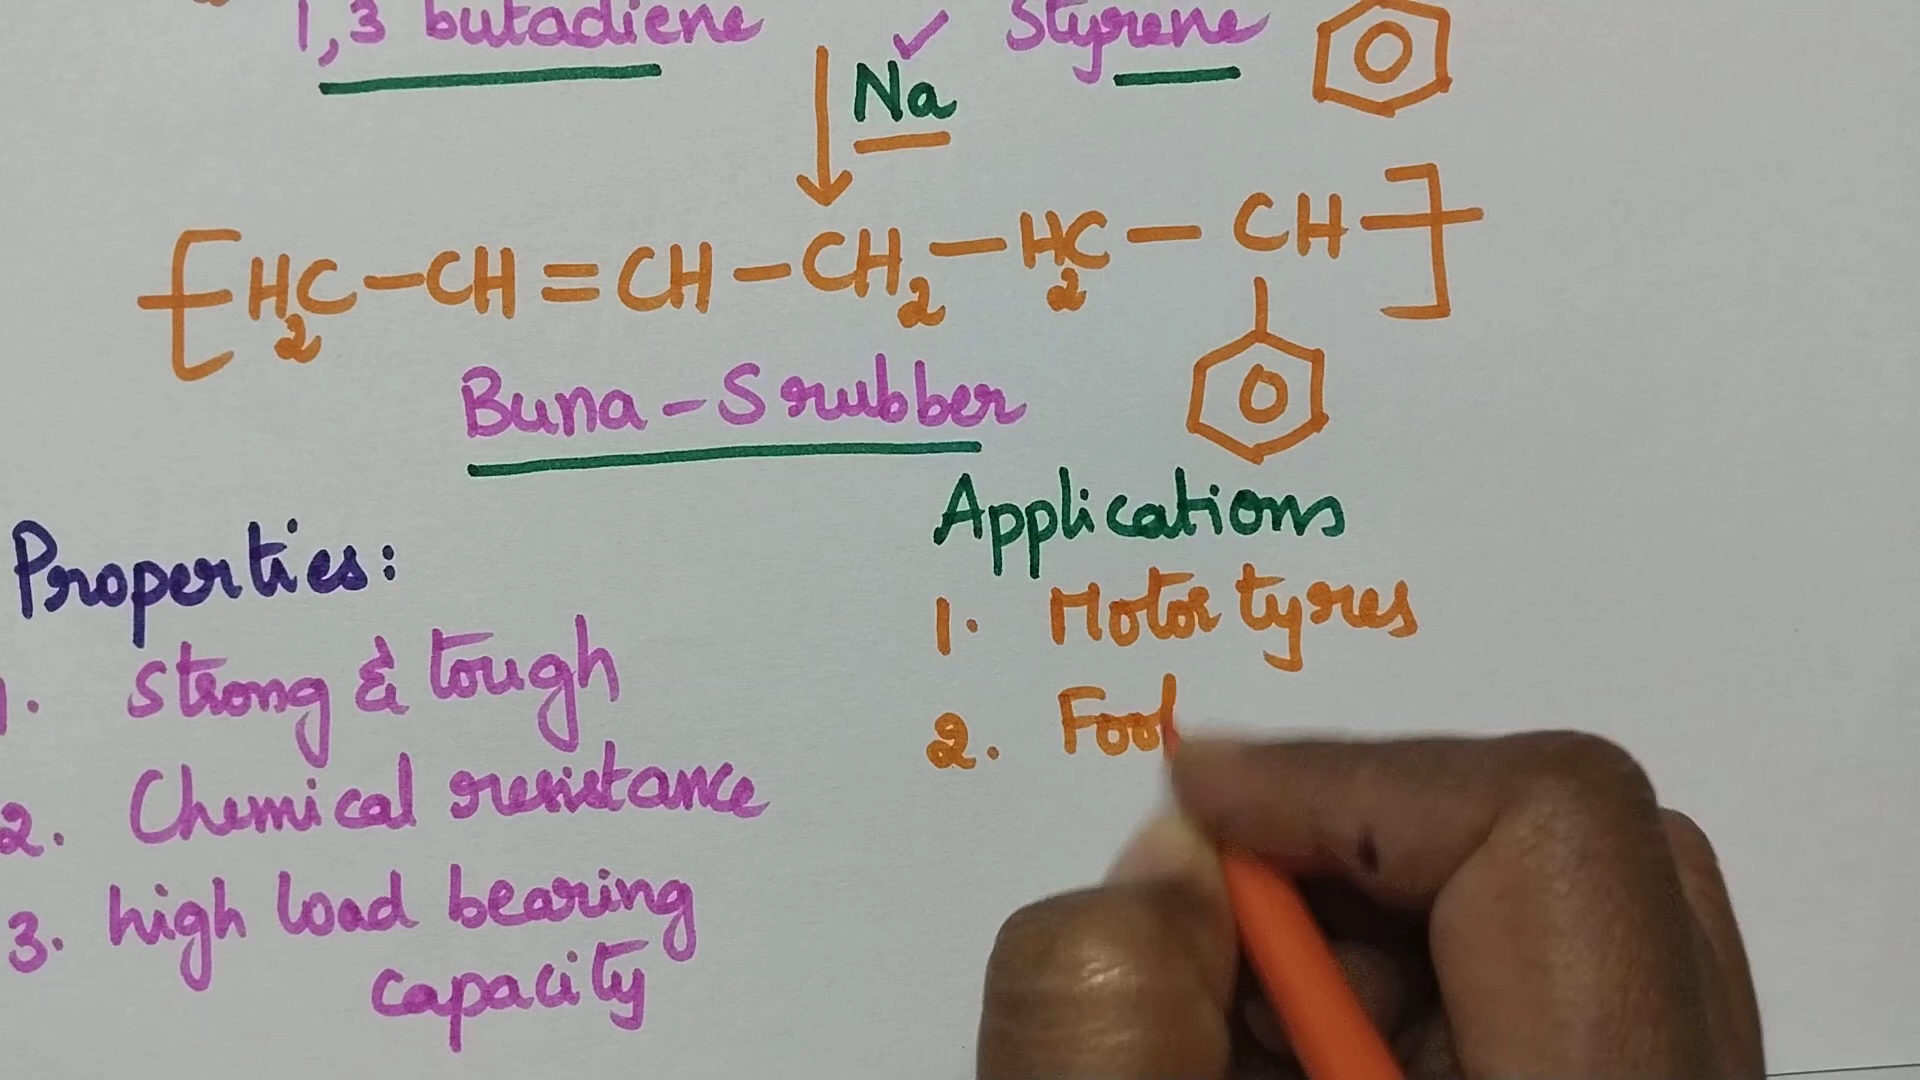 1,3 butadiene ✓ Styrene
Na
[H₂C-CH=CH-CH₂-H₂C-CH]
Buna-S rubber
Applications
1. Motor tyres
2. Foot
Properties:
1. Strong & tough
2. Chemical resistance
3. high load bearing
capacity